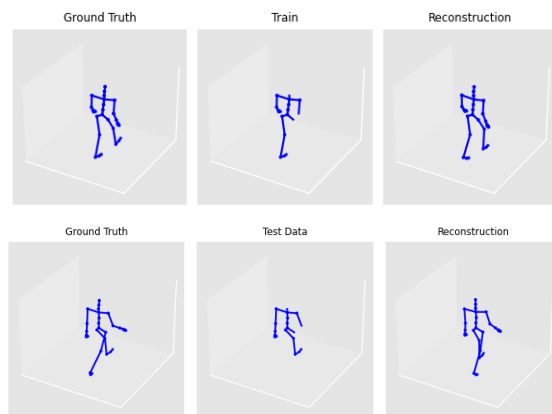 Ground Truth
Train
Reconstruction
Ground Truth
Test Data
Reconstruction